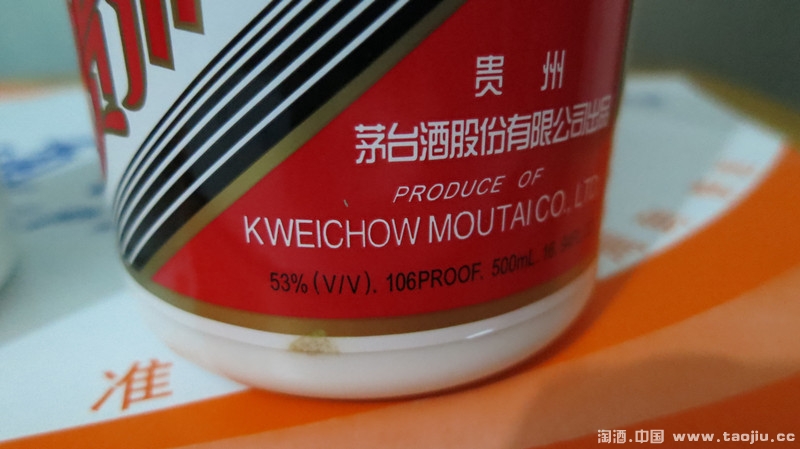 贵州
茅台酒股份有限公司出品
PRODUCE OF
KWEICHOW MOUTAI CO., LTD
53%(V/V). 106PROOF. 500mL. 16.
准
淘酒.中国 www.taojiu.cc